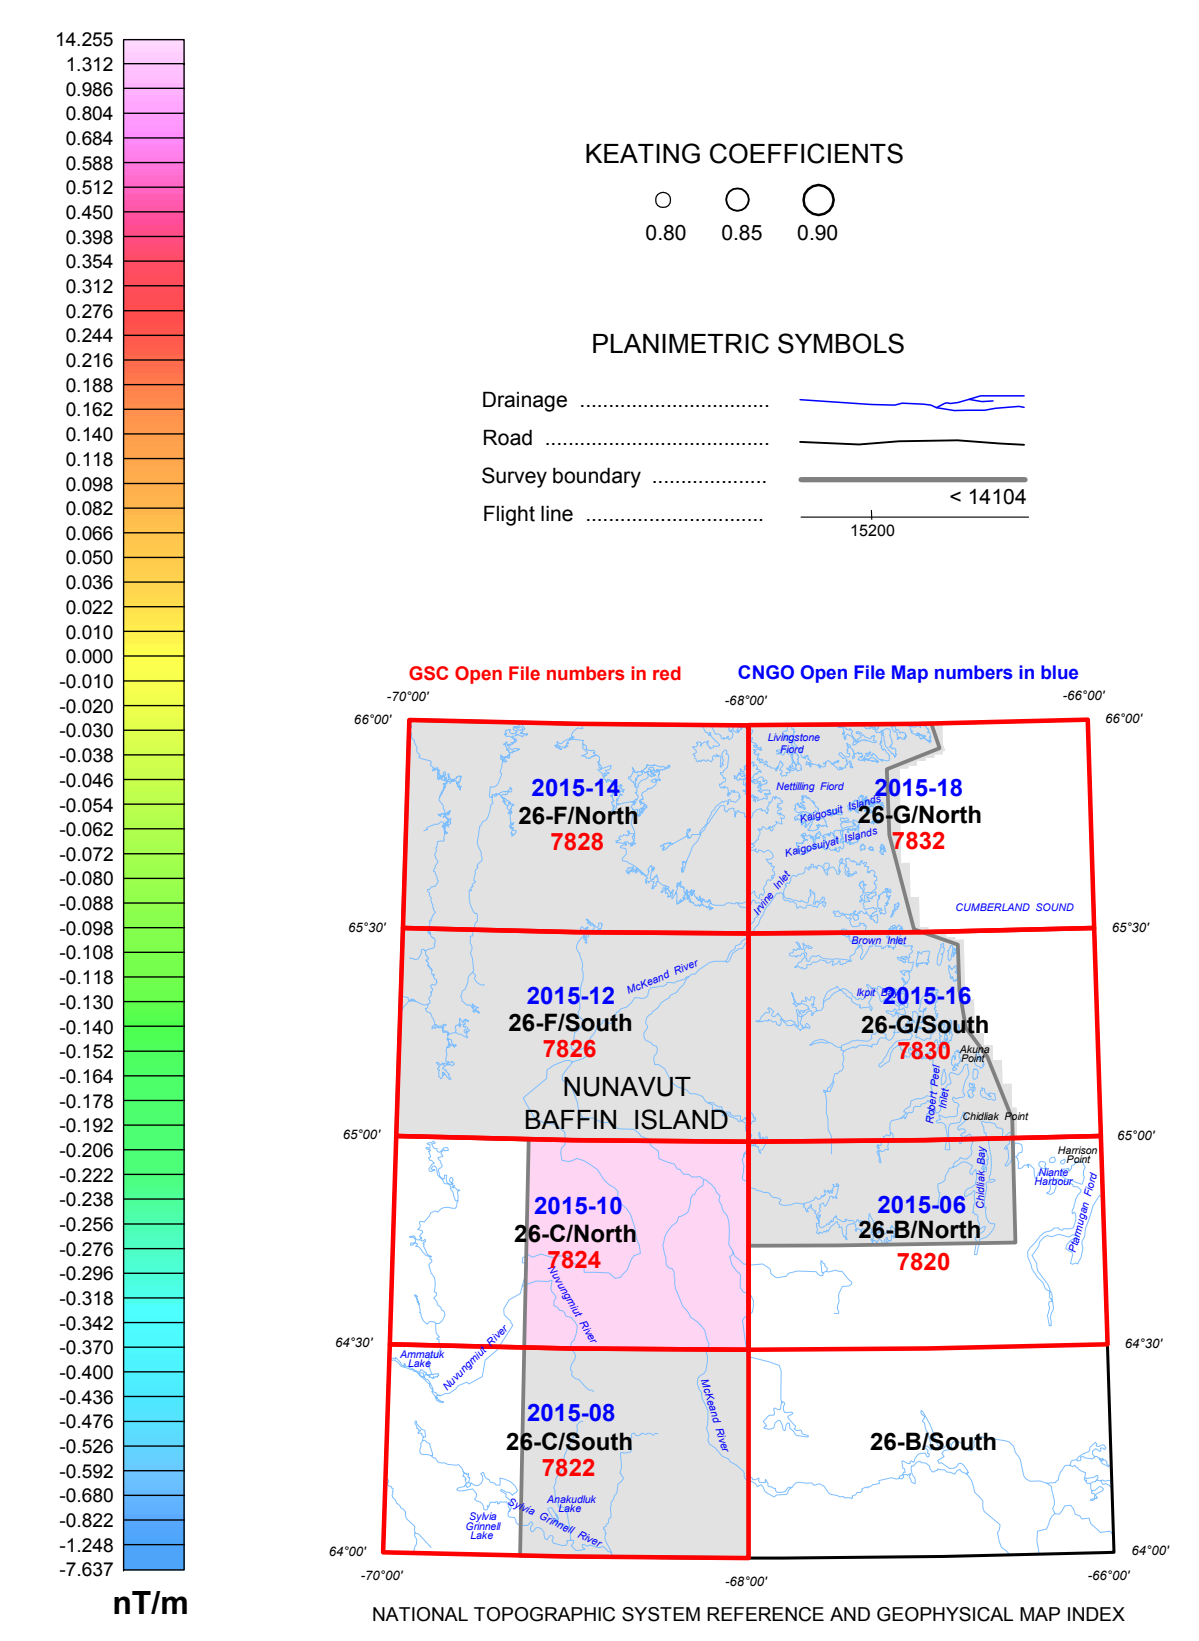 14.255
1.312
0.986
0.804
0.684
0.588
0.512
0.450
0.398
0.354
0.312
0.276
0.244
0.216
0.188
0.162
0.140
0.118
0.098
0.082
0.066
0.050
0.036
0.022
0.010
0.000
-0.010
-0.020
-0.030
-0.038
-0.046
-0.054
-0.062
-0.072
-0.080
-0.088
-0.098
-0.108
-0.118
-0.130
-0.140
-0.152
-0.164
-0.178
-0.192
-0.206
-0.222
-0.238
-0.256
-0.276
-0.296
-0.318
-0.342
-0.370
-0.400
-0.436
-0.476
-0.526
-0.592
-0.680
-0.822
-1.248
-7.637
nT/m
KEATING COEFFICIENTS
0.80 0.85 0.90
PLANIMETRIC SYMBOLS
Drainage ................................
Road ......................................
Survey boundary ....................
< 14104
Flight line ..............................
15200
GSC Open File numbers in red
CNGO Open File Map numbers in blue
-70°00' -68°00' -66°00'
66°00' 66°00'
Livingstone
Fiord
Nettilling Fiord
2015-14
26-F/North
7828
2015-18
26-G/North
7832
Kaigosuit Islands
Kaigosuiyat Islands
Irvine Inlet
CUMBERLAND SOUND
65°30' 65°30'
Brown Inlet
McKeand River
Ikpit Bay
2015-12
26-F/South
7826
2015-16
26-G/South
7830
Akuna
Point
Robert Peel
Inlet
NUNAVUT
BAFFIN ISLAND
Chidliak Point
65°00' 65°00'
Harrison
Point
Niante
Harbour
Chidliak Bay
Plarmugan Fiord
2015-10
26-C/North
7824
2015-06
26-B/North
7820
Nuvungmiut River
64°30' 64°30'
Ammatuk
Lake
Nuvungmiut River
McKeand River
2015-08
26-C/South
7822
26-B/South
Anakudluk
Lake
Sylvia Grinnell River
Sylvia
Grinnell
Lake
64°00' 64°00'
-70°00' -68°00' -66°00'
NATIONAL TOPOGRAPHIC SYSTEM REFERENCE AND GEOPHYSICAL MAP INDEX